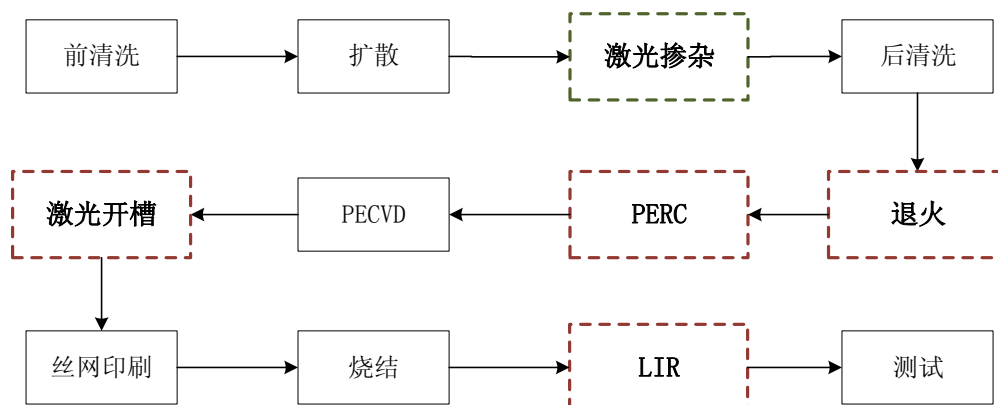 前清洗
扩散
激光掺杂
后清洗
激光开槽
PECVD
PERC
退火
丝网印刷
烧结
LIR
测试